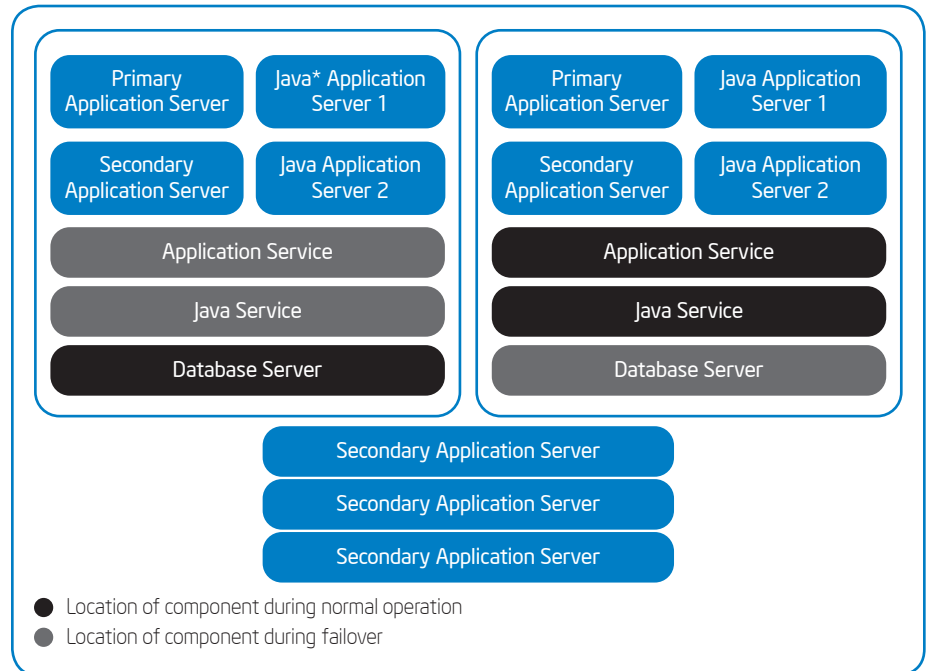 Primary
Application Server
Java* Application
Server 1
Secondary
Application Server
Java Application
Server 2
Application Service
Java Service
Database Server
Primary
Application Server
Java Application
Server 1
Secondary
Application Server
Java Application
Server 2
Application Service
Java Service
Database Server
Secondary Application Server
Secondary Application Server
Secondary Application Server
Location of component during normal operation
Location of component during failover